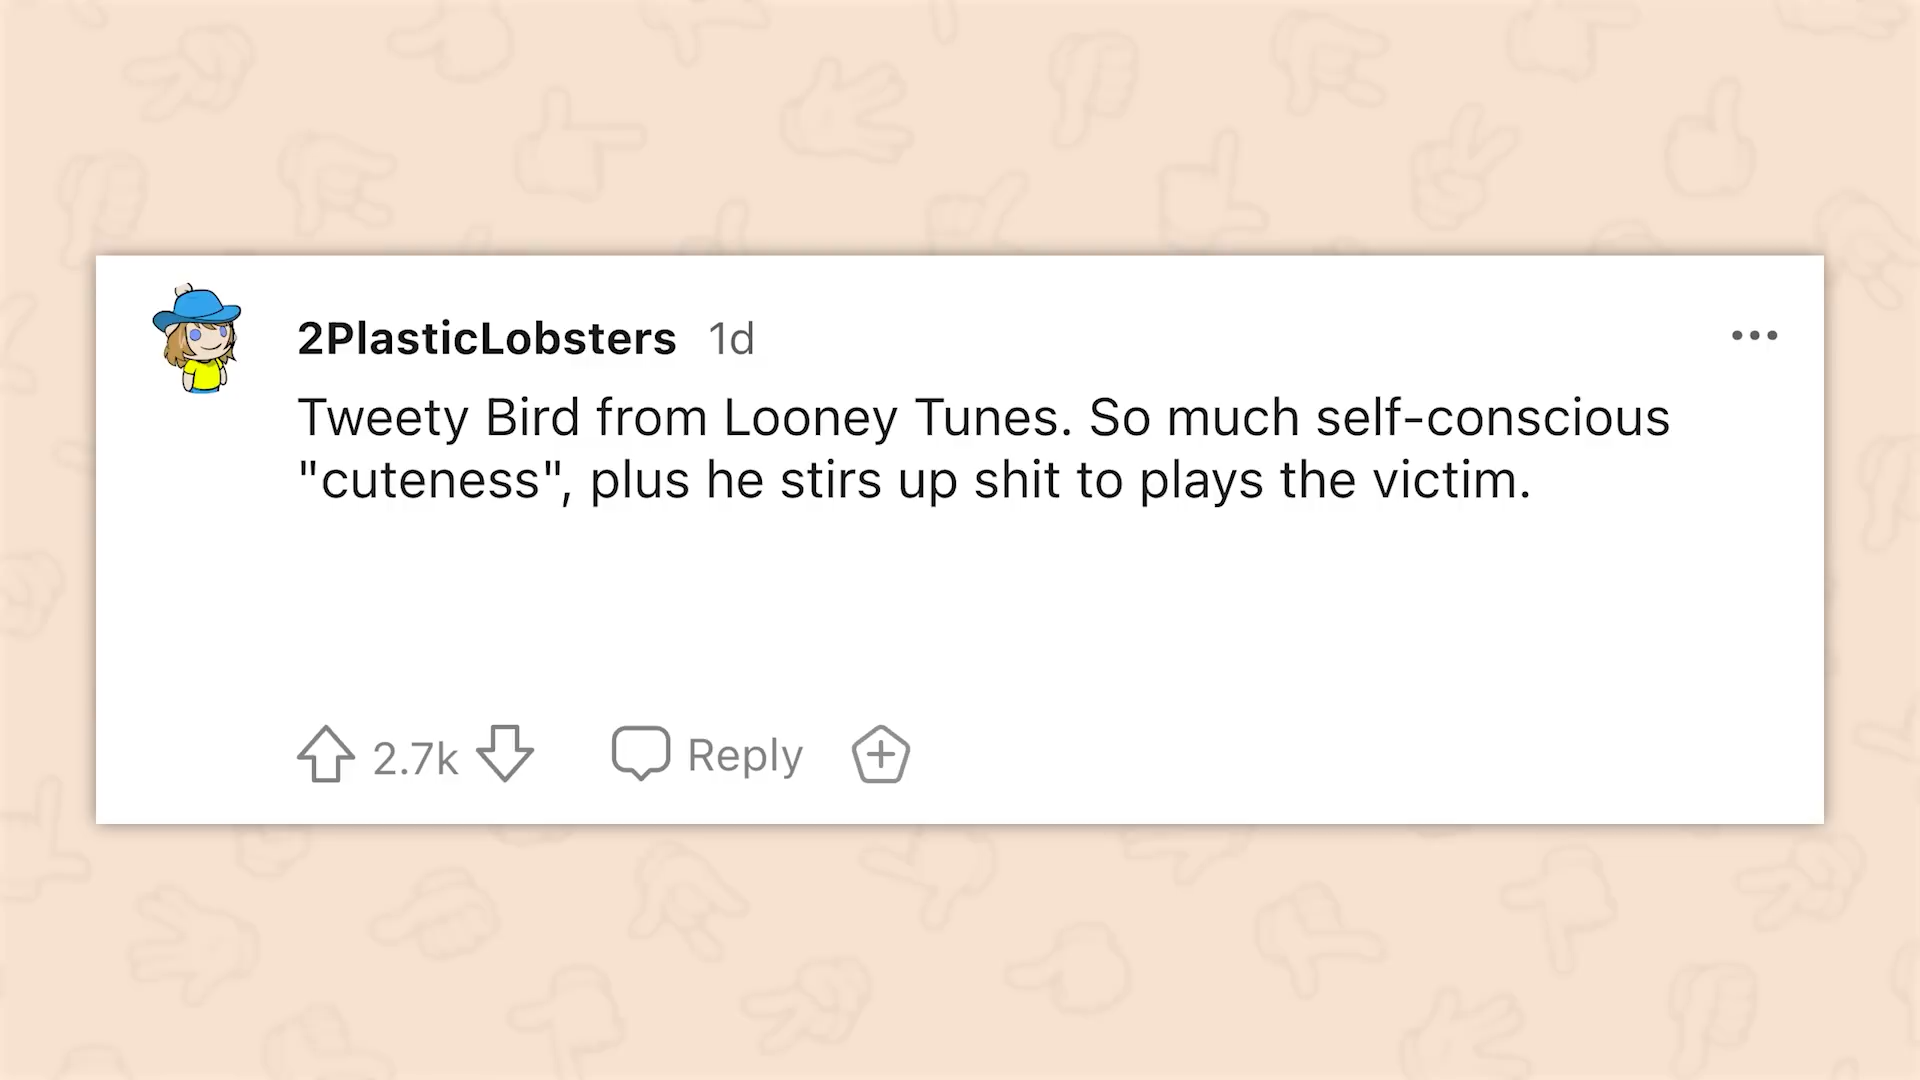 2PlasticLobsters 1d
Tweety Bird from Looney Tunes. So much self-conscious
"cuteness", plus he stirs up shit to plays the victim.
2.7k Reply